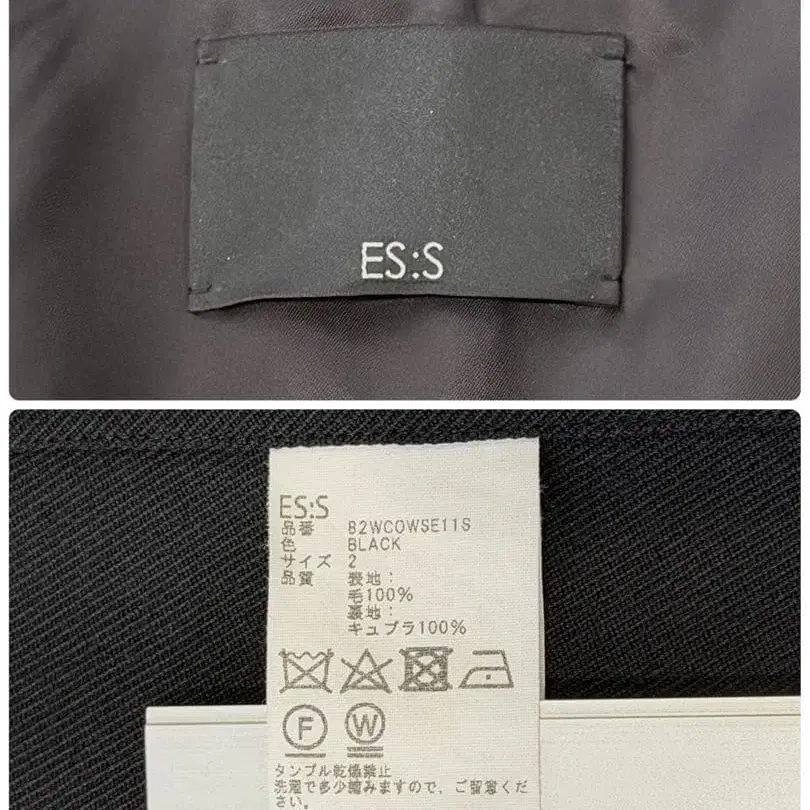 ES:S
ES:S
品番 82WCOWSE11S
色 BLACK
サイズ 2
品質 表地：
毛100%
裏地：
キュプラ100%
F W
タンブル乾燥禁止
洗濯で多少縮みますので、ご留意くだ
さい。